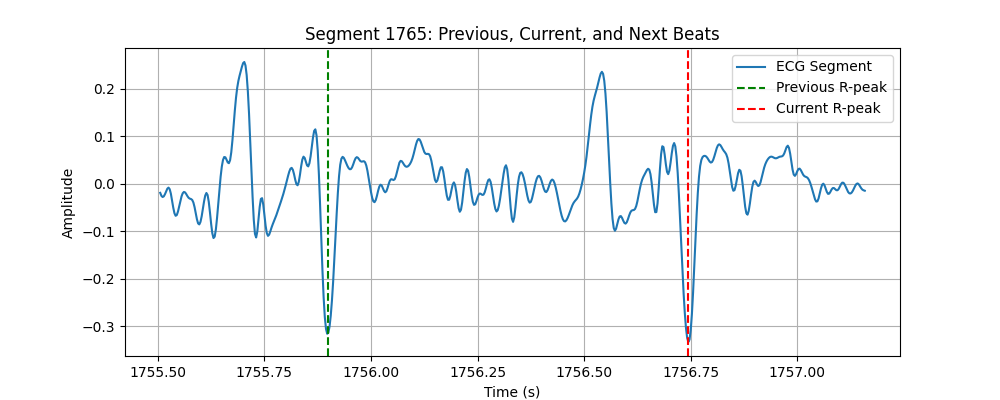 Segment 1765: Previous, Current, and Next Beats
ECG Segment
Previous R-peak
Current R-peak
Amplitude
0.2
0.1
0.0
−0.1
−0.2
−0.3
1755.50 1755.75 1756.00 1756.25 1756.50 1756.75 1757.00
Time (s)